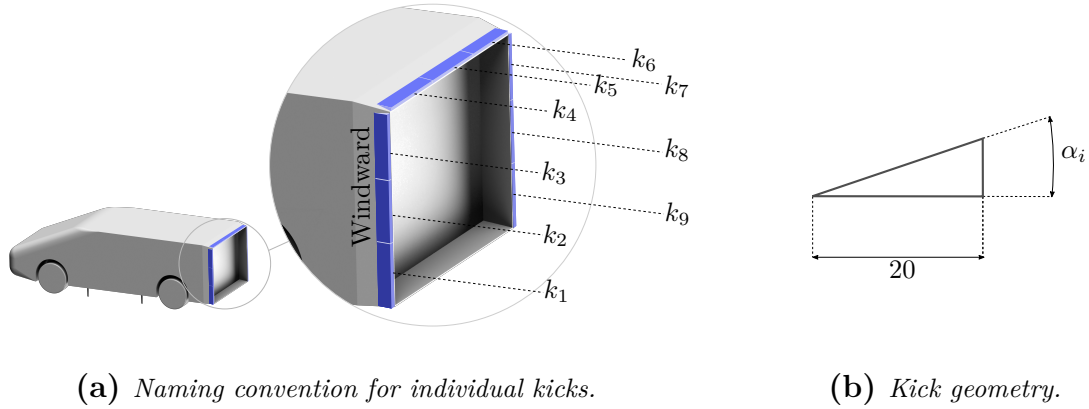 k₆
k₇
k₅
k₄
k₈
k₃
k₉
k₂
k₁
Windward
αᵢ
20
(a) Naming convention for individual kicks.
(b) Kick geometry.